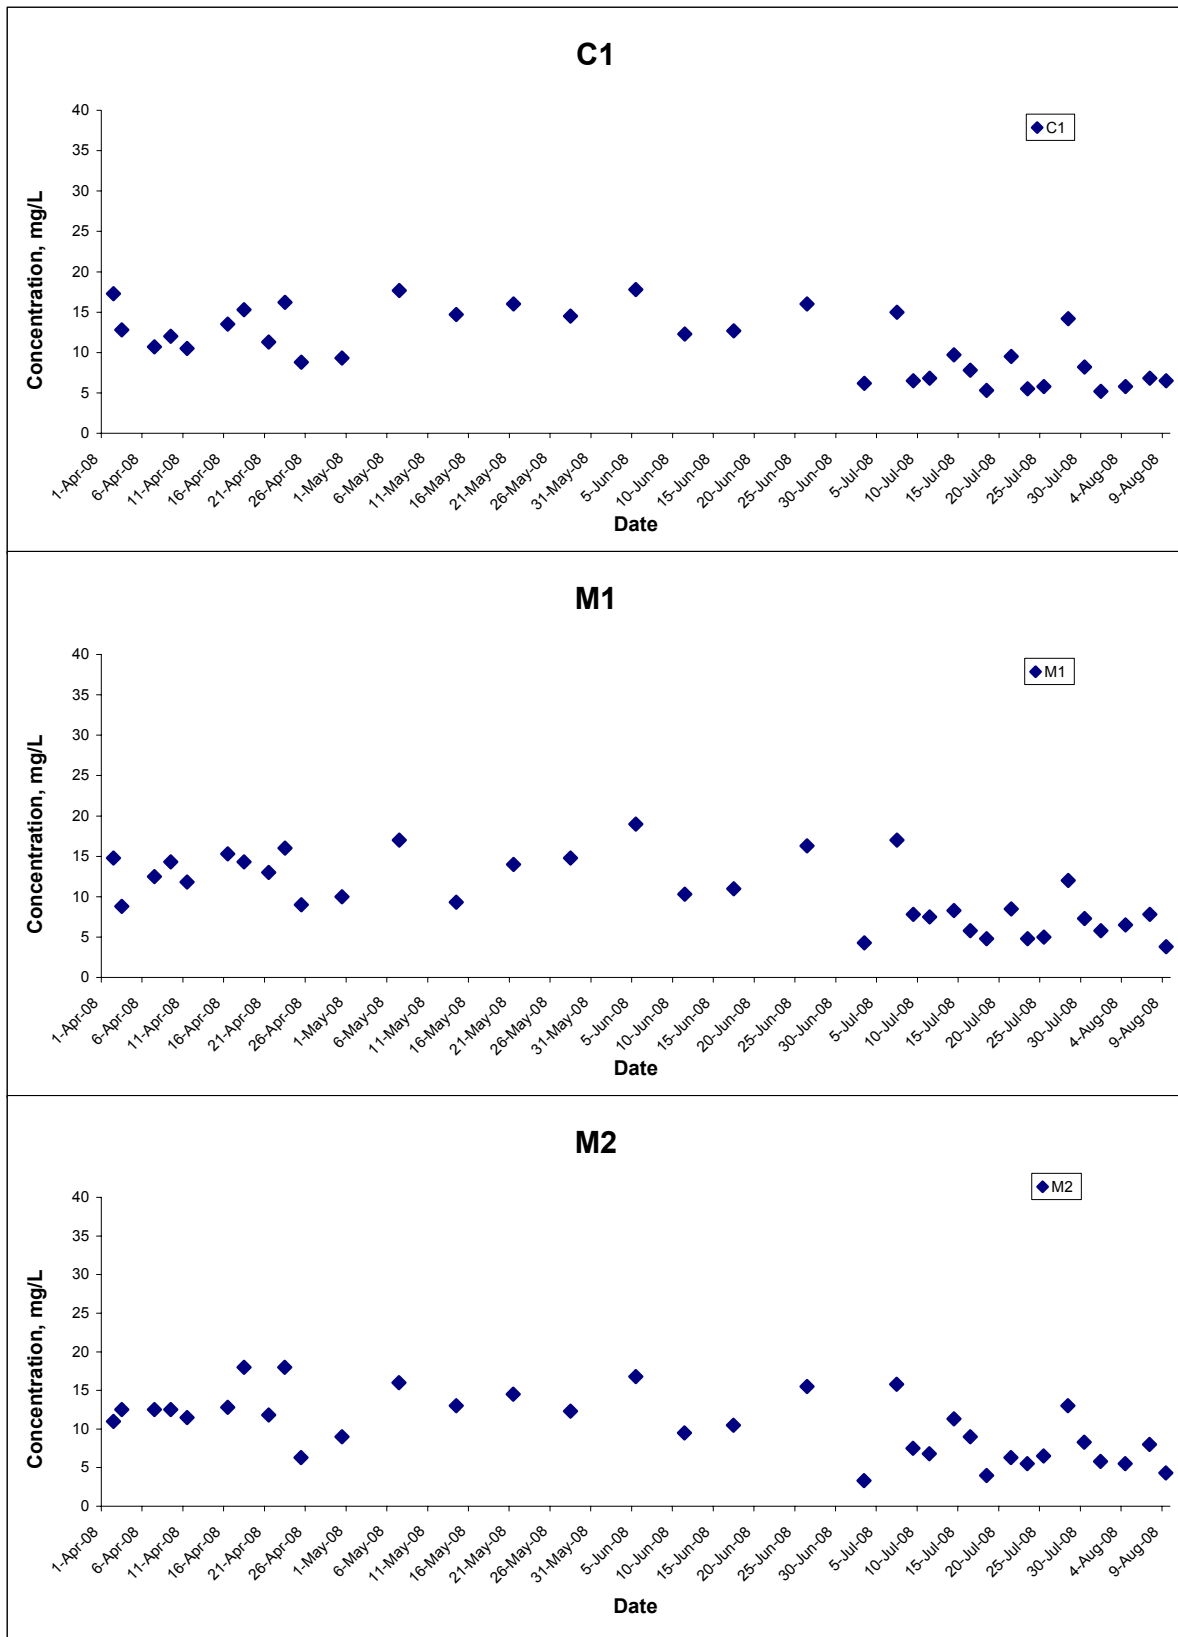 C1
40
35
30
25
20
15
10
5
0
Concentration, mg/L
C1
1-Apr-08
6-Apr-08
11-Apr-08
16-Apr-08
21-Apr-08
26-Apr-08
1-May-08
6-May-08
11-May-08
16-May-08
21-May-08
26-May-08
31-May-08
5-Jun-08
10-Jun-08
15-Jun-08
20-Jun-08
25-Jun-08
30-Jun-08
5-Jul-08
10-Jul-08
15-Jul-08
20-Jul-08
25-Jul-08
30-Jul-08
4-Aug-08
9-Aug-08
Date
M1
40
35
30
25
20
15
10
5
0
Concentration, mg/L
M1
1-Apr-08
6-Apr-08
11-Apr-08
16-Apr-08
21-Apr-08
26-Apr-08
1-May-08
6-May-08
11-May-08
16-May-08
21-May-08
26-May-08
31-May-08
5-Jun-08
10-Jun-08
15-Jun-08
20-Jun-08
25-Jun-08
30-Jun-08
5-Jul-08
10-Jul-08
15-Jul-08
20-Jul-08
25-Jul-08
30-Jul-08
4-Aug-08
9-Aug-08
Date
M2
40
35
30
25
20
15
10
5
0
Concentration, mg/L
M2
1-Apr-08
6-Apr-08
11-Apr-08
16-Apr-08
21-Apr-08
26-Apr-08
1-May-08
6-May-08
11-May-08
16-May-08
21-May-08
26-May-08
31-May-08
5-Jun-08
10-Jun-08
15-Jun-08
20-Jun-08
25-Jun-08
30-Jun-08
5-Jul-08
10-Jul-08
15-Jul-08
20-Jul-08
25-Jul-08
30-Jul-08
4-Aug-08
9-Aug-08
Date